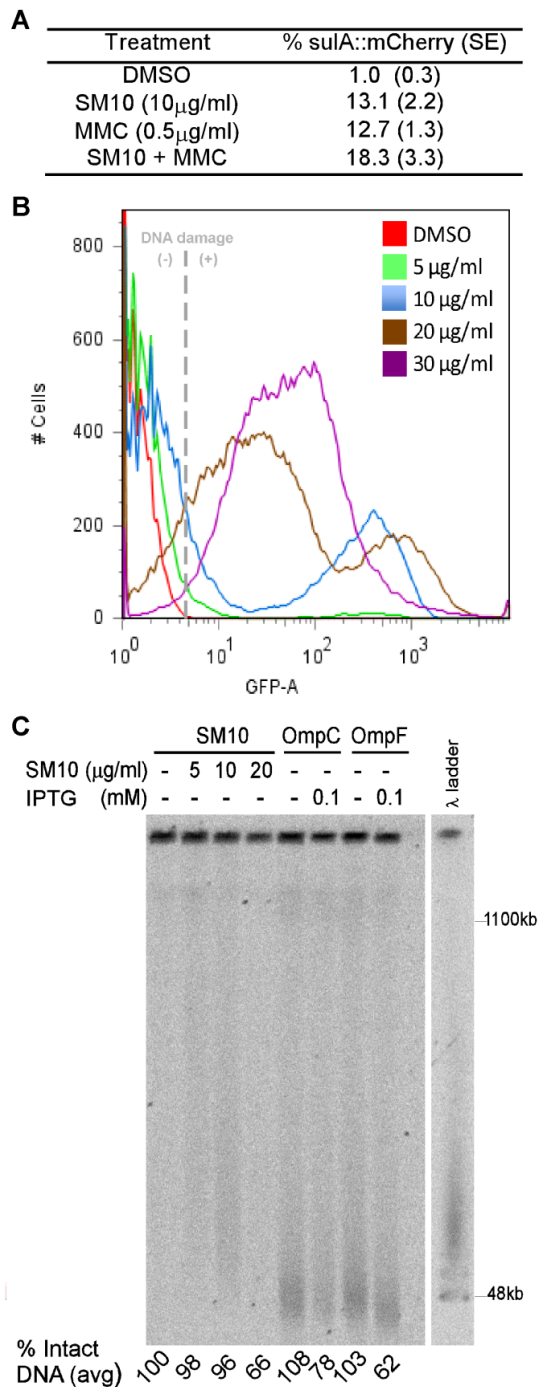 A
Treatment % sulA::mCherry (SE)
DMSO 1.0 (0.3)
SM10 (10µg/ml) 13.1 (2.2)
MMC (0.5µg/ml) 12.7 (1.3)
SM10 + MMC 18.3 (3.3)
B
DNA damage
(-) (+)
DMSO
5 µg/ml
10 µg/ml
20 µg/ml
30 µg/ml
800
600
400
200
0
# Cells
10^0 10^1 10^2 10^3
GFP-A
C
SM10 OmpC OmpF
SM10 (µg/ml) - 5 10 20 - - - -
IPTG (mM) - - - - - 0.1 - 0.1
λ ladder
1100kb
48kb
% Intact
DNA (avg) 100 98 96 66 108 78 103 62